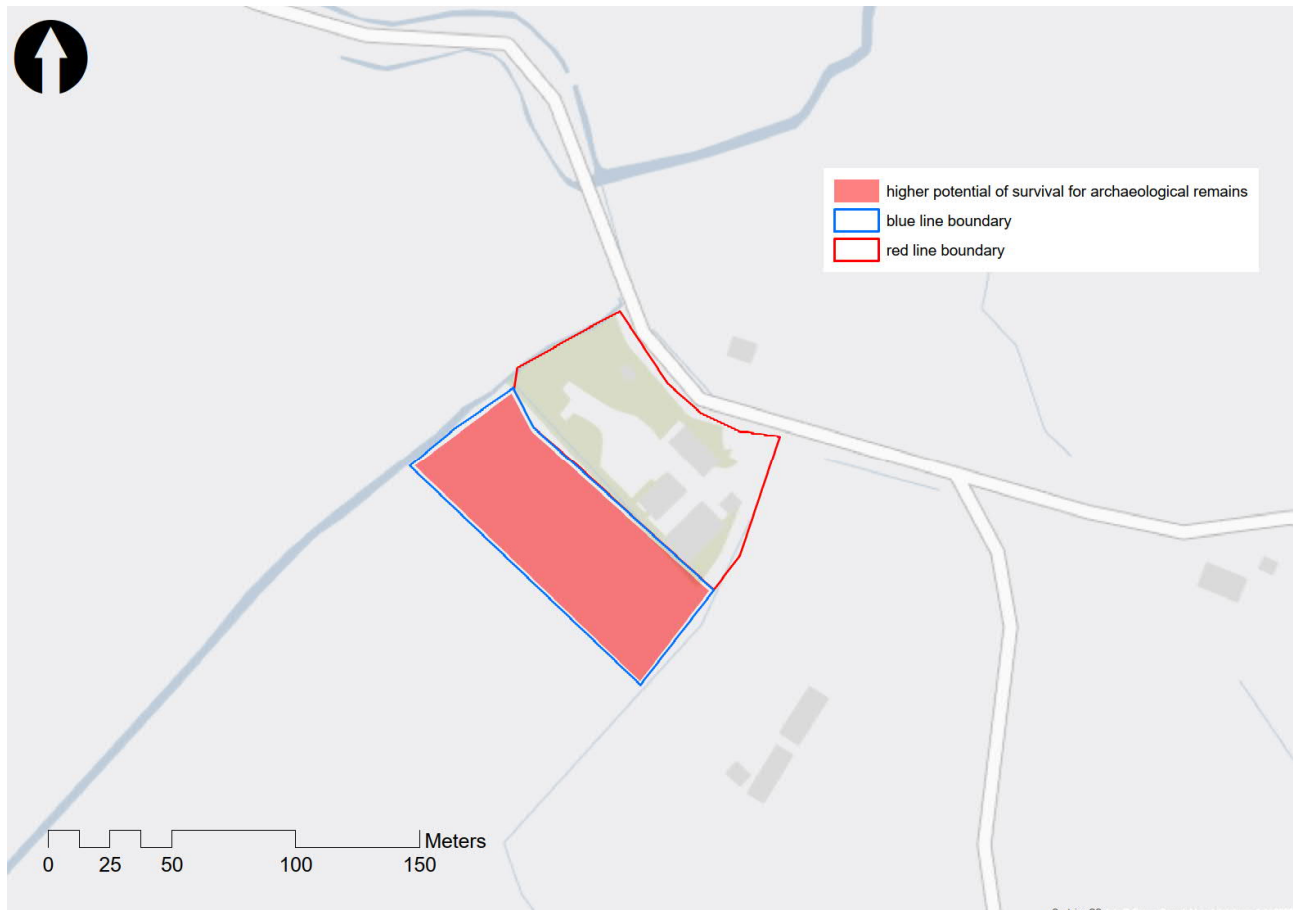 higher potential of survival for archaeological remains
blue line boundary
red line boundary
Meters
0 25 50 100 150